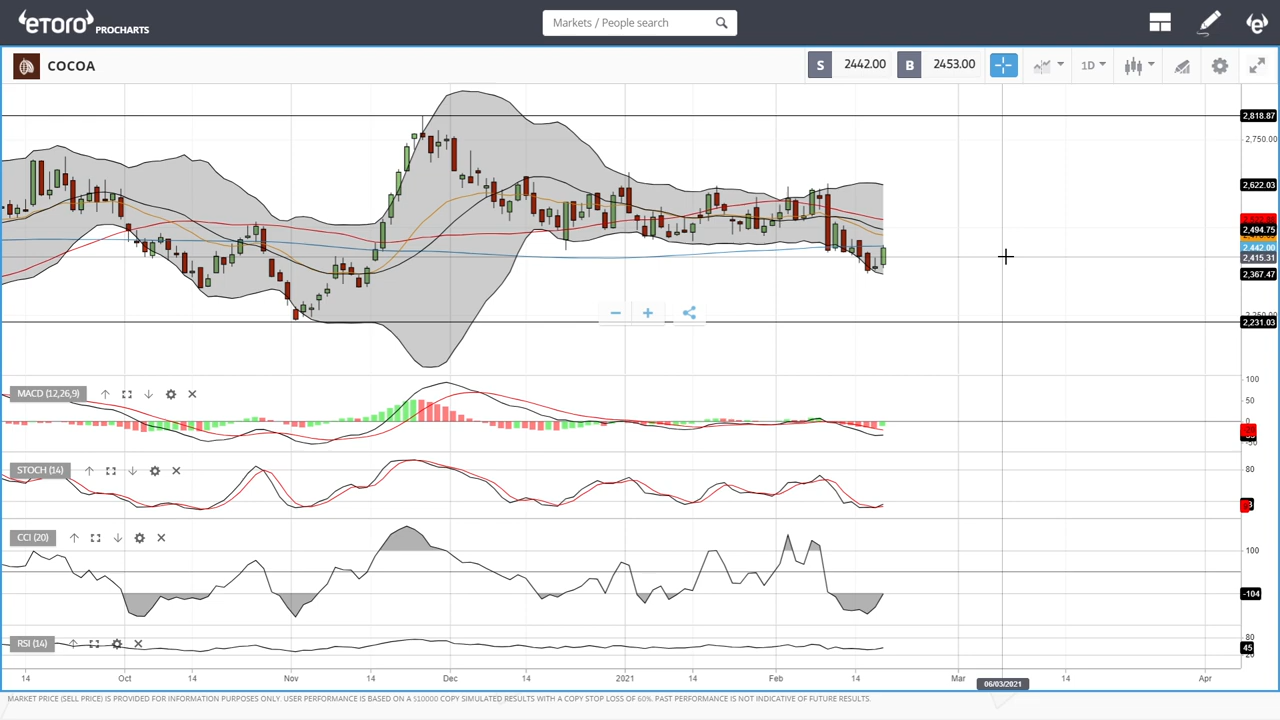 eToro PROCHARTS
Markets / People search
COCOA
S 2442.00 B 2453.00
1D
2,818.87
2,750.00
2,622.03
2,494.75
2,442.00
2,415.31
2,367.47
2,231.03
MACD (12,26,9)
100
50
0
STOCH (14)
80
CCI (20)
100
-104
RSI (14)
80
45
14 Oct 14 Nov 14 Dec 14 2021 14 Feb 14 Mar 14 Apr
06/03/2021
MARKET PRICE (SELL PRICE) IS PROVIDED FOR INFORMATION PURPOSES ONLY. USER PERFORMANCE IS BASED ON A $10000 COPY SIMULATED RESULTS WITH A COPY STOP LOSS OF 60%. PAST PERFORMANCE IS NOT INDICATIVE OF FUTURE RESULTS.